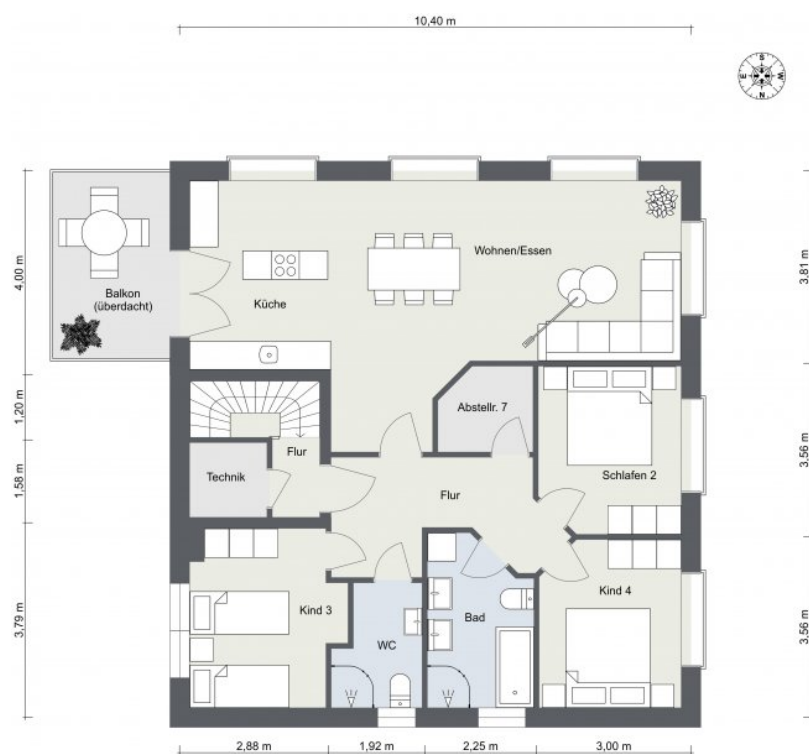 10,40 m
S
E
W
N
4,00 m
3,81 m
Wohnen/Essen
Balkon
(überdacht)
Küche
1,20 m
Abstellr. 7
3,56 m
Flur
Technik
Schlafen 2
1,58 m
Flur
Kind 3
Kind 4
3,79 m
WC
Bad
3,56 m
2,88 m
1,92 m
2,25 m
3,00 m